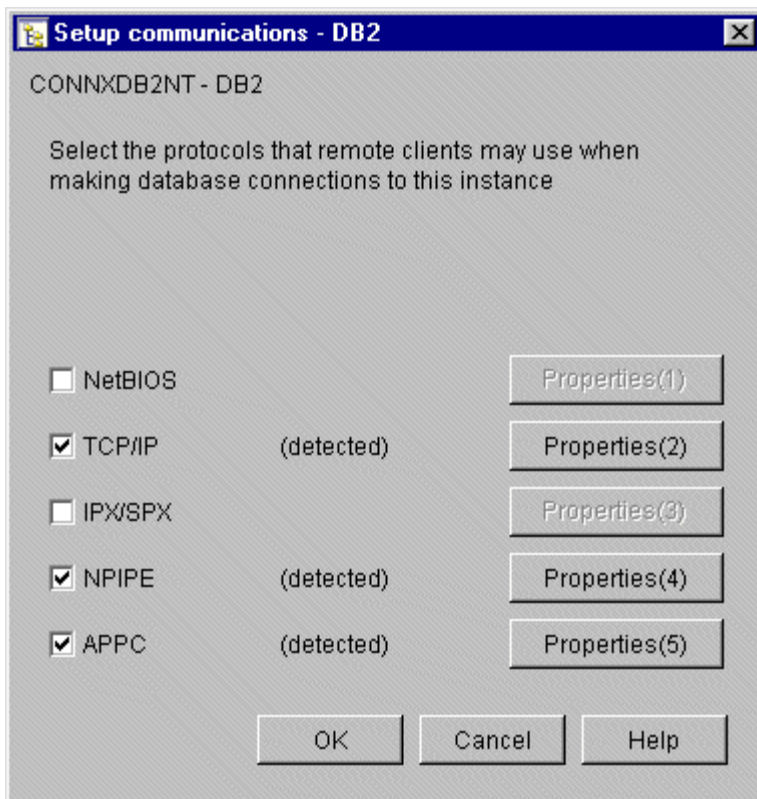 Setup communications - DB2
CONNXDB2NT - DB2
Select the protocols that remote clients may use when
making database connections to this instance
NetBIOS Properties(1)
TCP/IP (detected) Properties(2)
IPX/SPX Properties(3)
NPIPE (detected) Properties(4)
APPC (detected) Properties(5)
OK Cancel Help